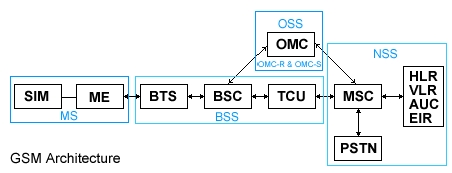 OSS
OMC
OMC-R & OMC-S
NSS
SIM
ME
MS
BTS
BSC
TCU
BSS
MSC
HLR
VLR
AUC
EIR
PSTN
GSM Architecture